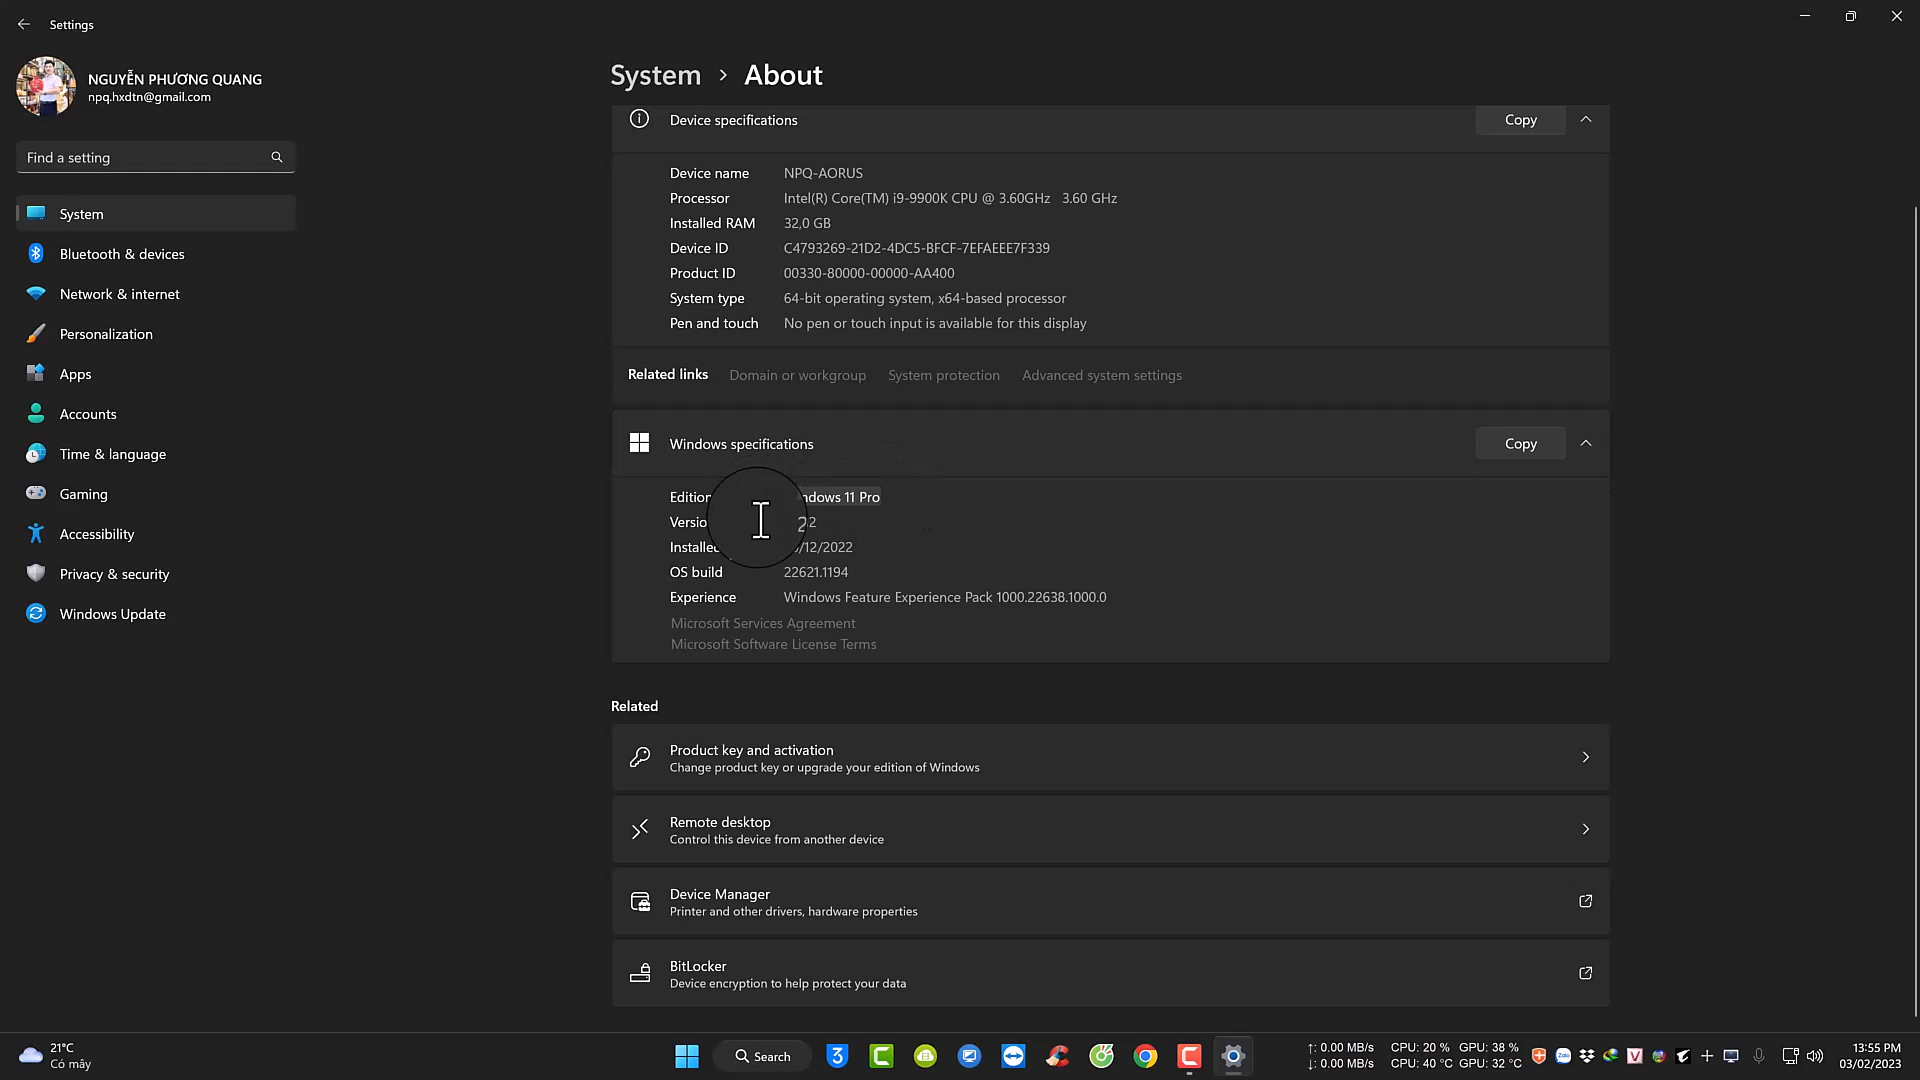 Settings
NGUYỄN PHƯƠNG QUANG
npq.hxdtn@gmail.com
Find a setting
System
Bluetooth & devices
Network & internet
Personalization
Apps
Accounts
Time & language
Gaming
Accessibility
Privacy & security
Windows Update
System > About
Device specifications
Copy
Device name NPQ-AORUS
Processor Intel(R) Core(TM) i9-9900K CPU @ 3.60GHz 3.60 GHz
Installed RAM 32,0 GB
Device ID C4793269-21D2-4DC5-BFCF-7EFAEEE7F339
Product ID 00330-80000-00000-AA400
System type 64-bit operating system, x64-based processor
Pen and touch No pen or touch input is available for this display
Related links Domain or workgroup System protection Advanced system settings
Windows specifications
Copy
Edition ndows 11 Pro
Versio 22
Installed /12/2022
OS build 22621.1194
Experience Windows Feature Experience Pack 1000.22638.1000.0
Microsoft Services Agreement
Microsoft Software License Terms
Related
Product key and activation
Change product key or upgrade your edition of Windows
Remote desktop
Control this device from another device
Device Manager
Printer and other drivers, hardware properties
BitLocker
Device encryption to help protect your data
21°C
Có mây
Search
↑: 0.00 MB/s CPU: 20 % GPU: 38 %
↓: 0.00 MB/s CPU: 40 °C GPU: 32 °C
13:55 PM
03/02/2023